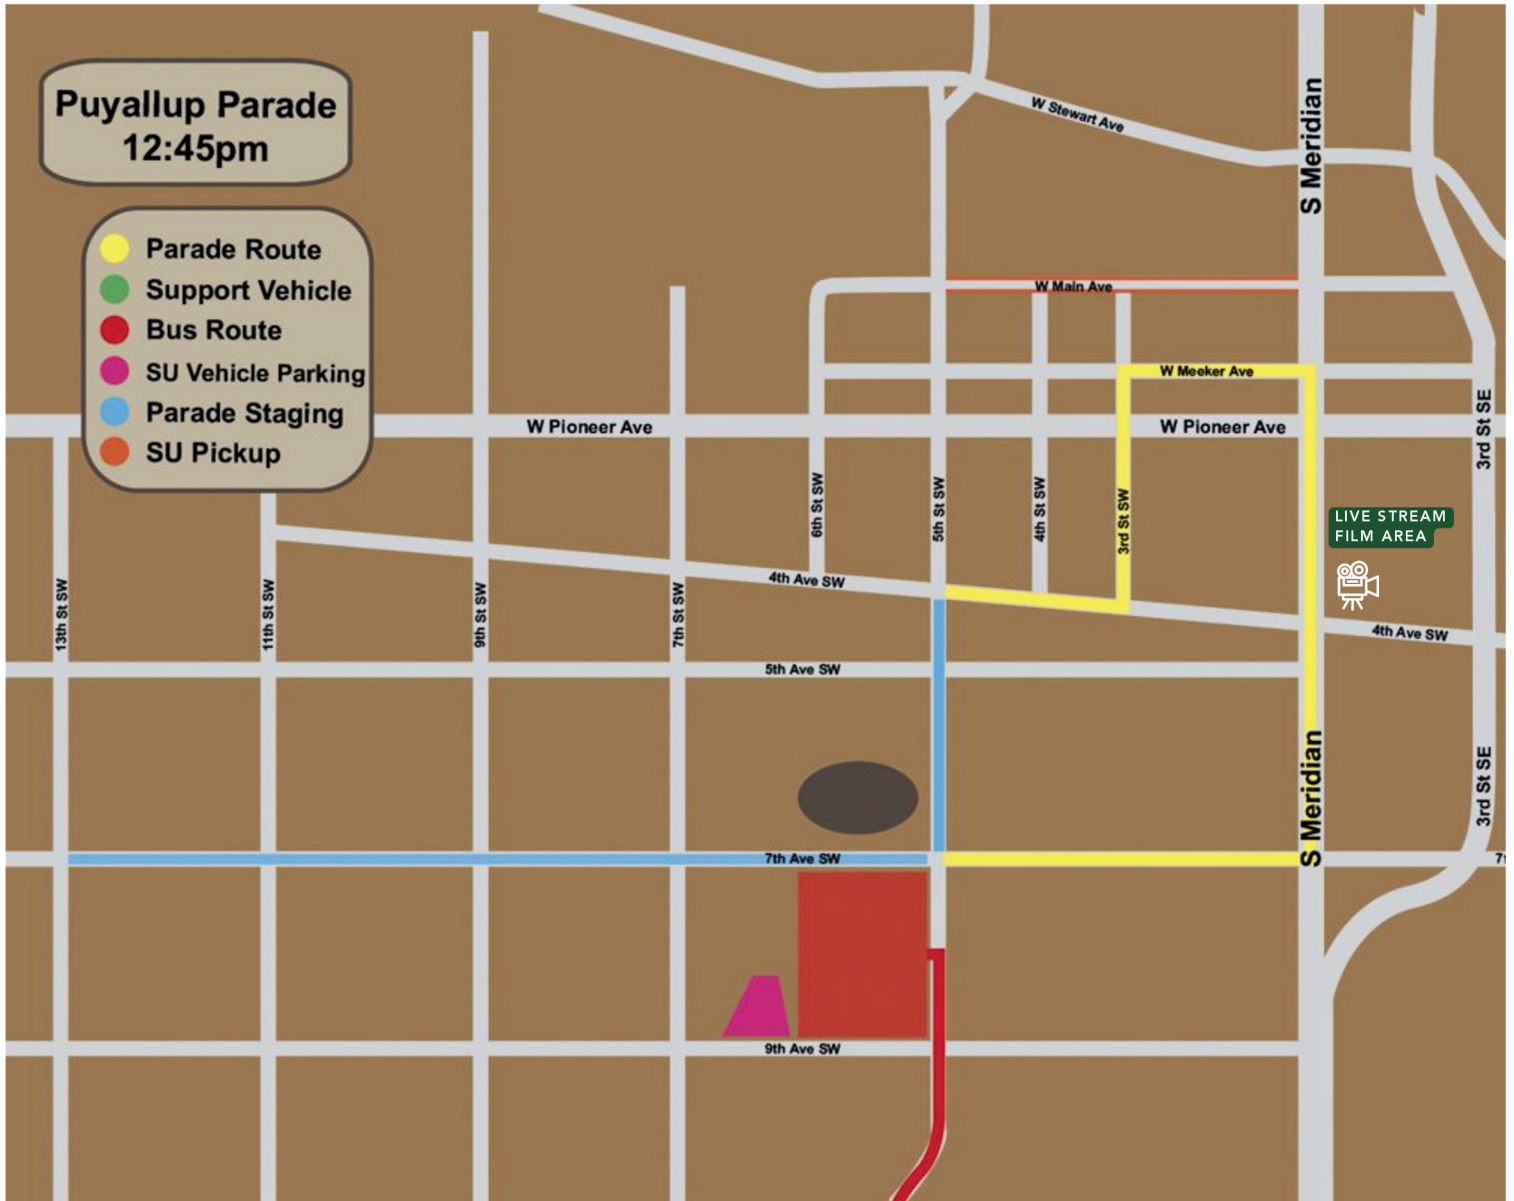 Puyallup Parade
12:45pm
Parade Route
Support Vehicle
Bus Route
SU Vehicle Parking
Parade Staging
SU Pickup
W Stewart Ave
S Meridian
W Main Ave
W Meeker Ave
W Pioneer Ave
W Pioneer Ave
3rd St SE
6th St SW
5th St SW
4th St SW
3rd St SW
LIVE STREAM
FILM AREA
4th Ave SW
4th Ave SW
13th St SW
11th St SW
9th St SW
7th St SW
5th Ave SW
S Meridian
3rd St SE
7th Ave SW
9th Ave SW